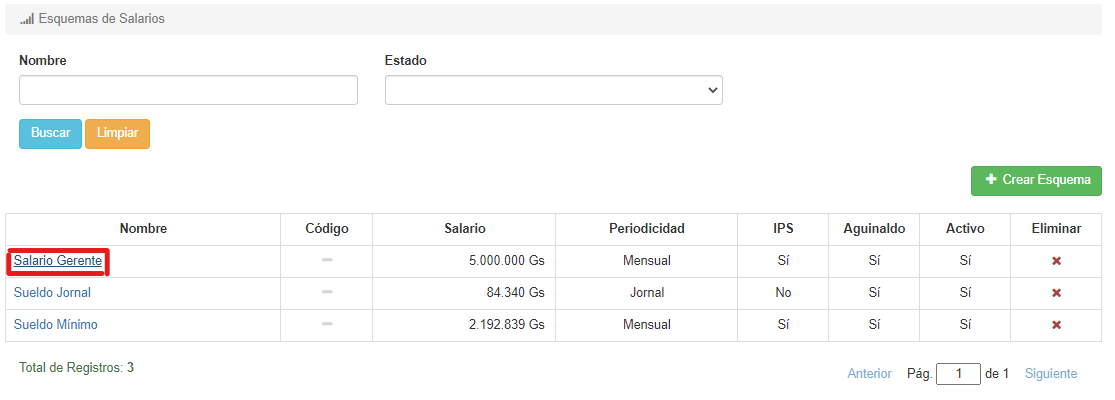 Esquemas de Salarios
Nombre Estado
Buscar Limpiar
Crear Esquema
Nombre Código Salario Periodicidad IPS Aguinaldo Activo Eliminar
Salario Gerente 5.000.000 Gs Mensual Sí Sí Sí
Sueldo Jornal 84.340 Gs Jornal No Sí Sí
Sueldo Mínimo 2.192.839 Gs Mensual Sí Sí Sí
Total de Registros: 3
Anterior Pág. 1 de 1 Siguiente